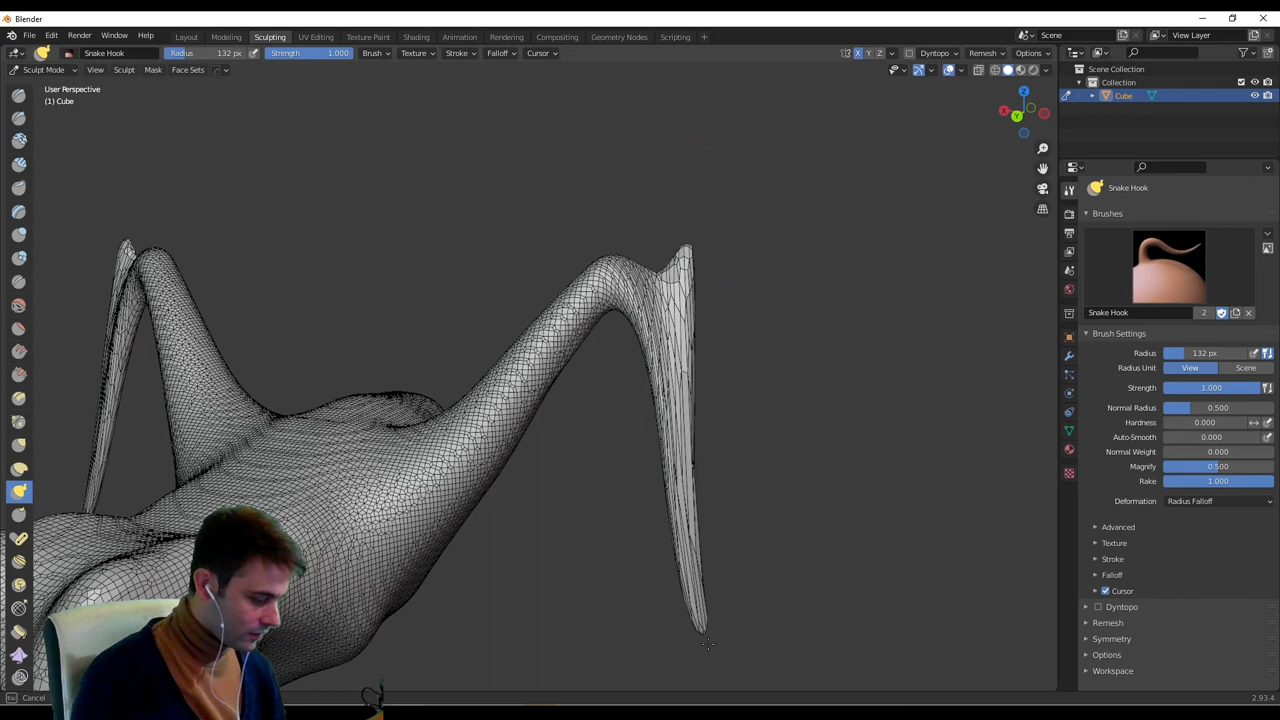 Blender
File Edit Render Window Help Layout Modeling Sculpting UV Editing Texture Paint Shading Animation Rendering Compositing Geometry Nodes Scripting + Scene View Layer
Snake Hook Radius 132 px Strength 1.000 Brush Texture Stroke Falloff Cursor X Y Z Dyntopo Remesh Options
Sculpt Mode View Sculpt Mask Face Sets
Scene Collection
Collection
Cube
User Perspective
(1) Cube
Z
X
Y
Snake Hook
Brushes
Snake Hook 2
Brush Settings
Radius 132 px
Radius Unit View Scene
Strength 1.000
Normal Radius 0.500
Hardness 0.000
Auto-Smooth 0.000
Normal Weight 0.000
Magnify 0.500
Rake 1.000
Deformation Radius Falloff
Advanced
Texture
Stroke
Falloff
Cursor
Dyntopo
Remesh
Symmetry
Options
Workspace
Cancel 2.93.4